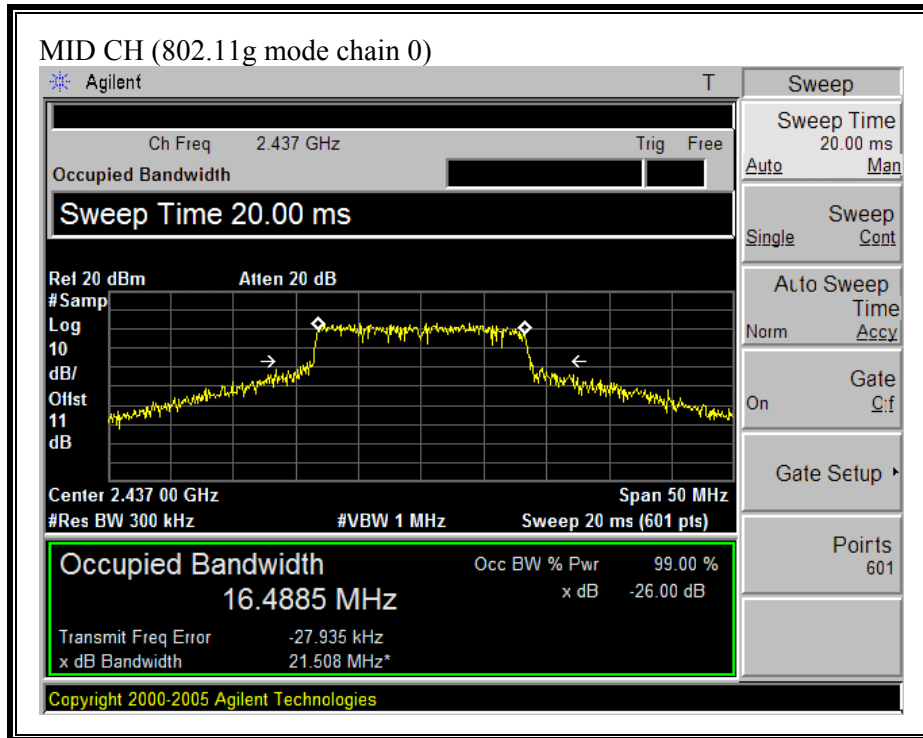 MID CH (802.11g mode chain 0)
Agilent T
Ch Freq 2.437 GHz Trig Free
Occupied Bandwidth
Sweep Time 20.00 ms
Ref 20 dBm Atten 20 dB
#Samp
Log
10
dB/
Offst
11
dB
Center 2.437 00 GHz Span 50 MHz
#Res BW 300 kHz #VBW 1 MHz Sweep 20 ms (601 pts)
Occupied Bandwidth
16.4885 MHz
Occ BW % Pwr 99.00 %
x dB -26.00 dB
Transmit Freq Error -27.935 kHz
x dB Bandwidth 21.508 MHz*
Copyright 2000-2005 Agilent Technologies
Sweep
Sweep Time
20.00 ms
Auto Man
Sweep
Single Cont
Auto Sweep
Time
Norm Accy
Gate
On Off
Gate Setup
Points
601